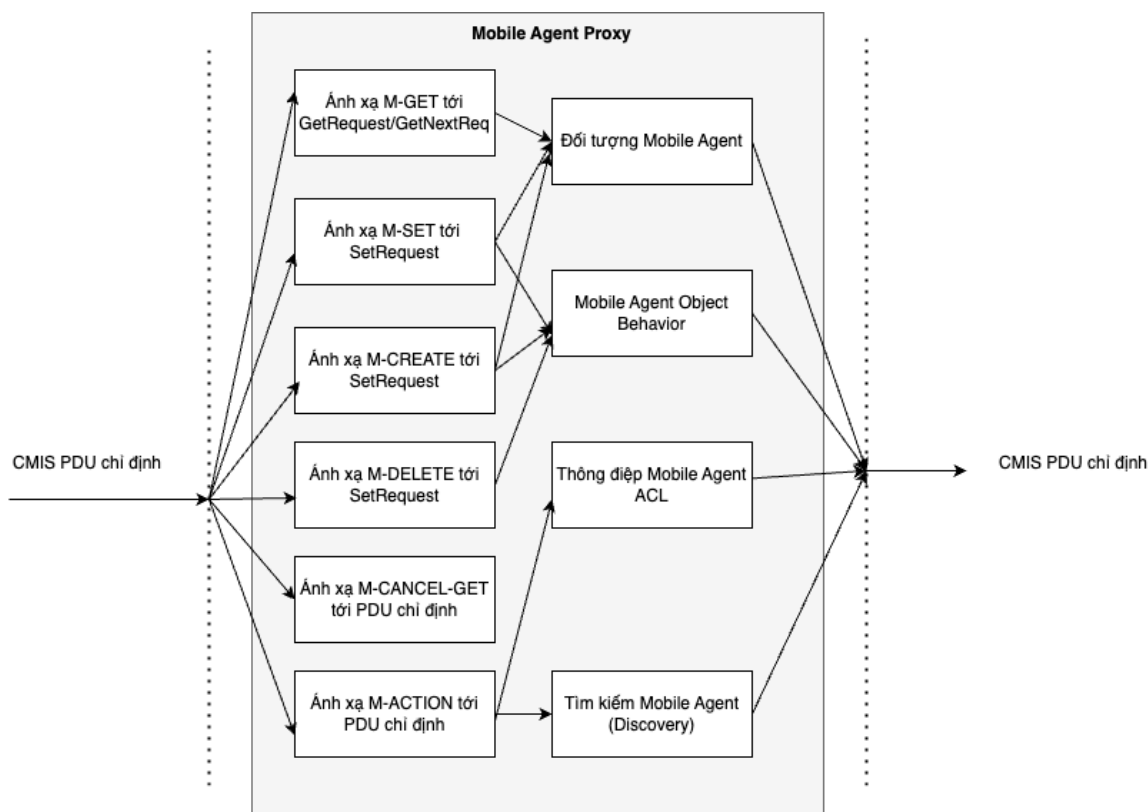 Mobile Agent Proxy
Ánh xạ M-GET tới
GetRequest/GetNextReq
Đối tượng Mobile Agent
Ánh xạ M-SET tới
SetRequest
Mobile Agent Object
Behavior
Ánh xạ M-CREATE tới
SetRequest
CMIS PDU chỉ định
Ánh xạ M-DELETE tới
SetRequest
Thông điệp Mobile Agent
ACL
CMIS PDU chỉ định
Ánh xạ M-CANCEL-GET
tới PDU chỉ định
Ánh xạ M-ACTION tới
PDU chỉ định
Tìm kiếm Mobile Agent
(Discovery)